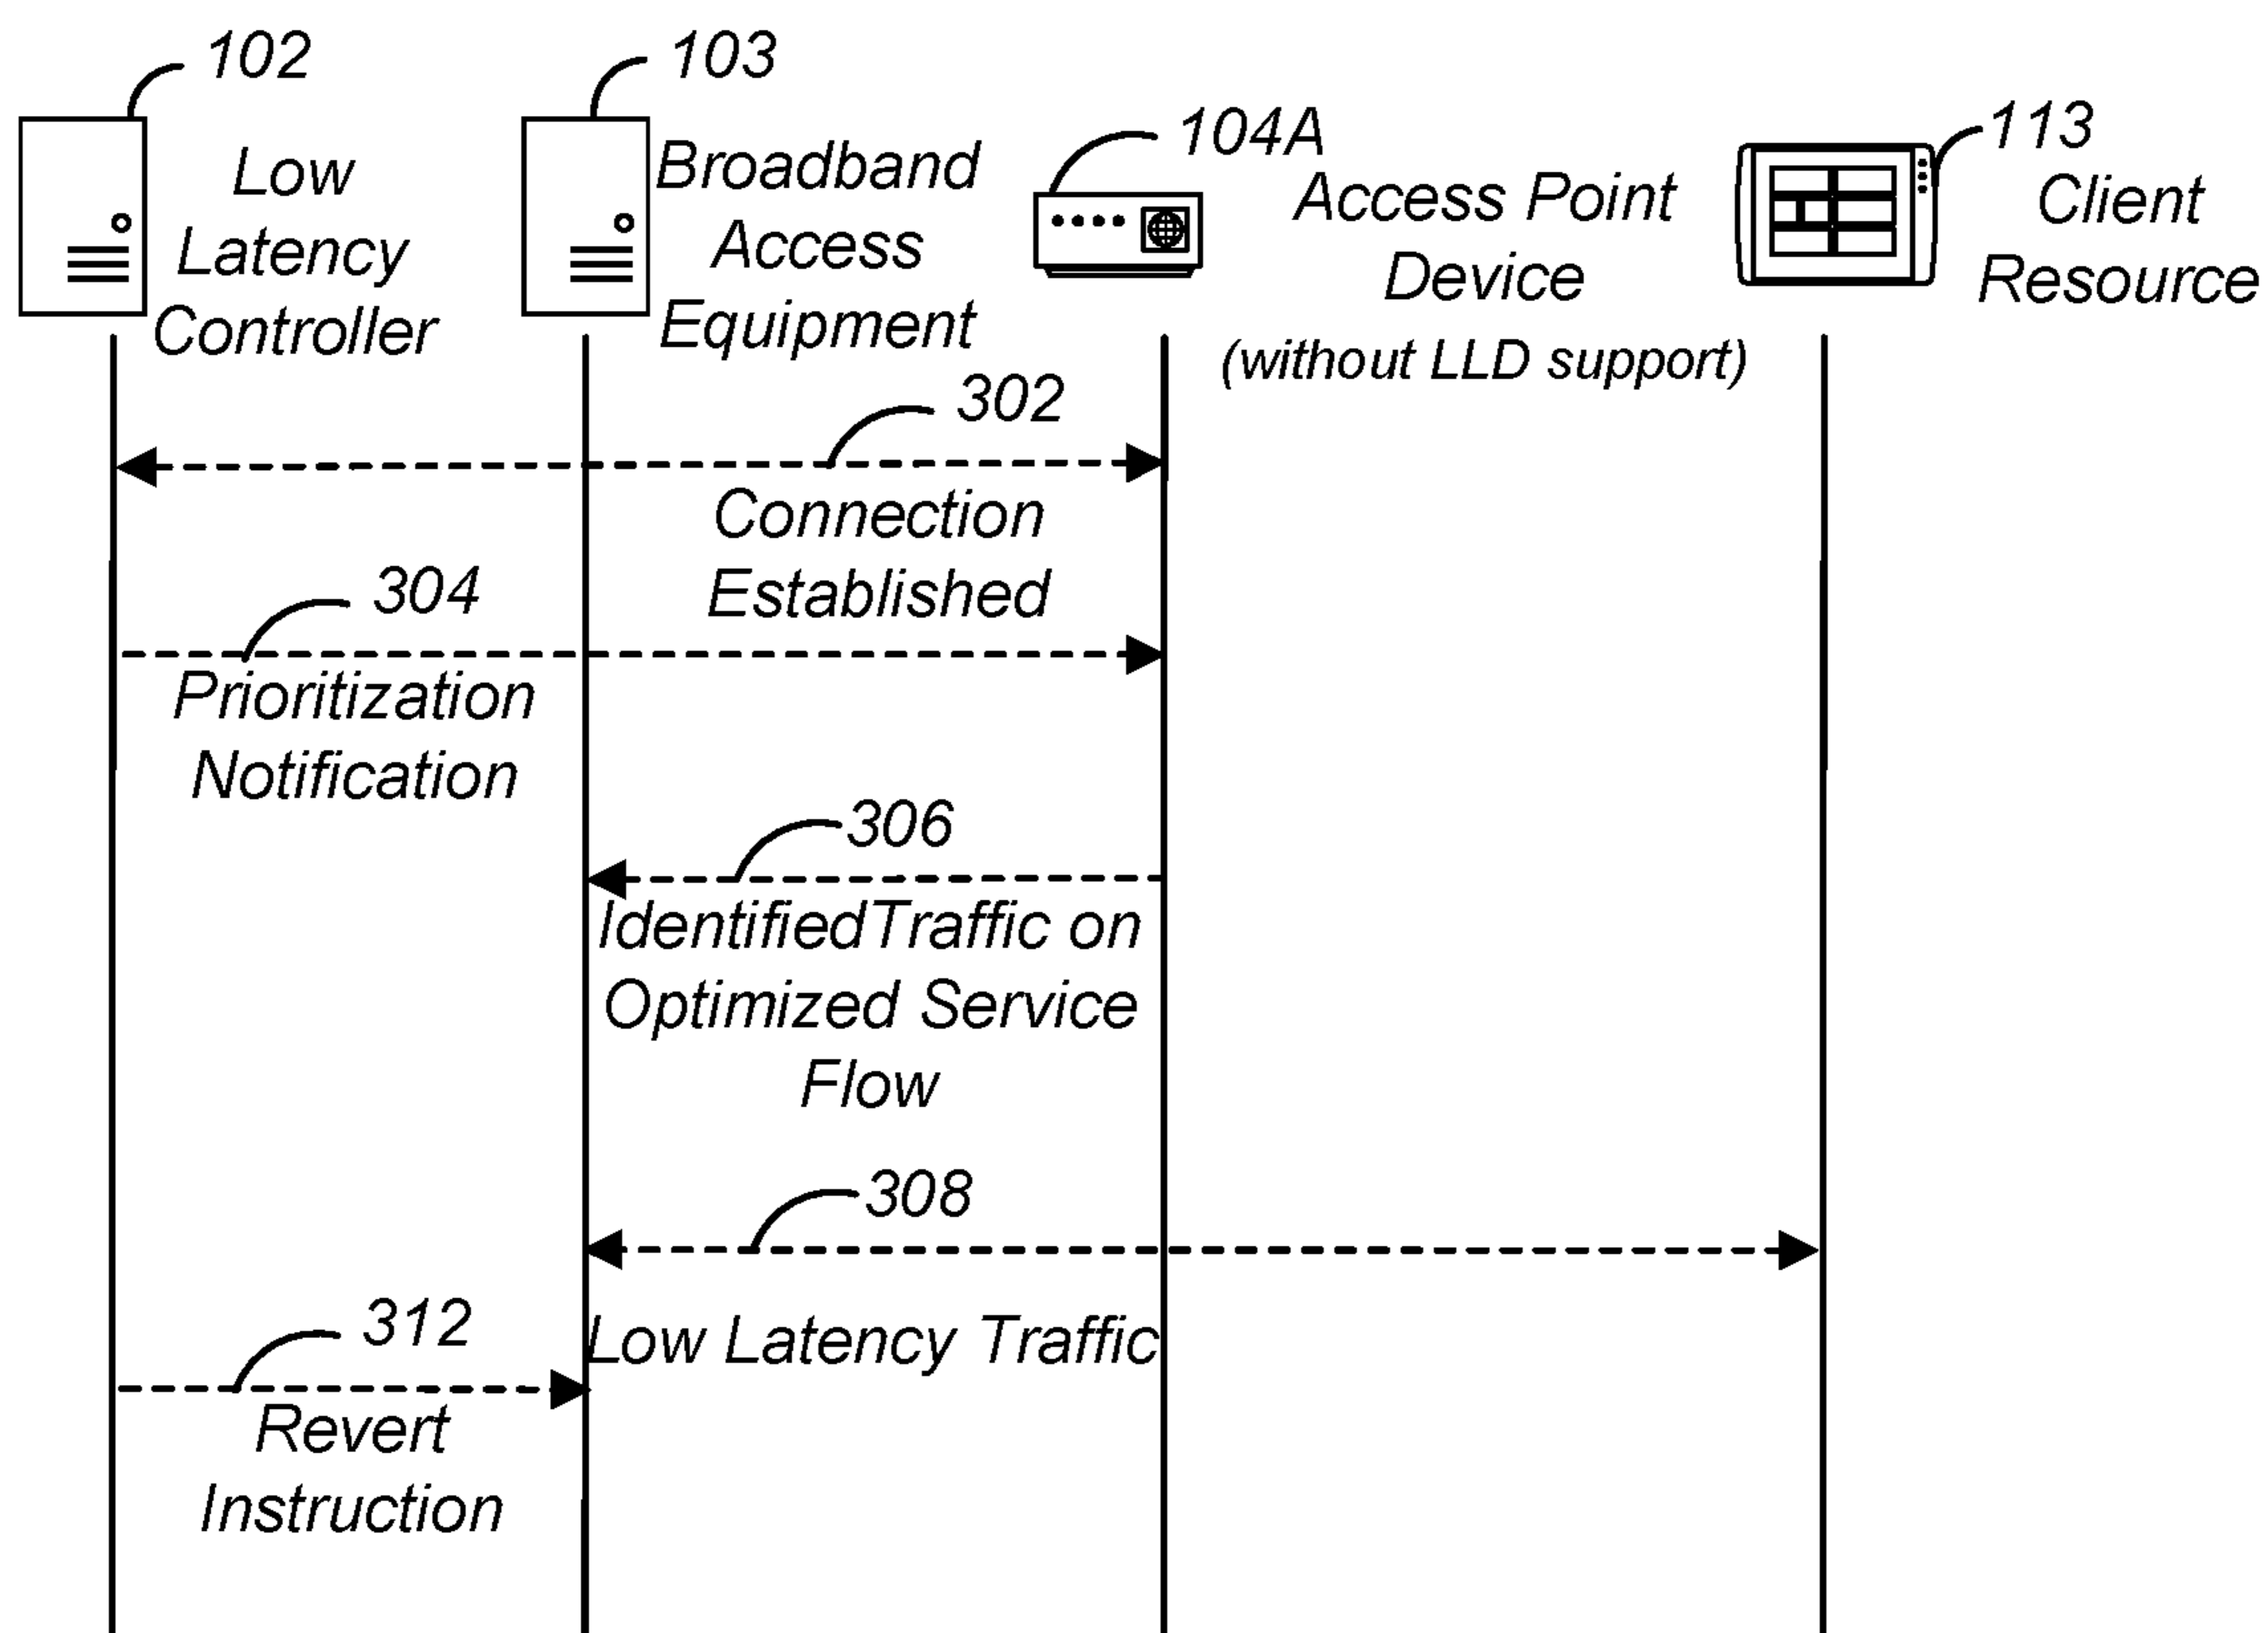 102
Low
Latency
Controller
103
Broadband
Access
Equipment
104A
Access Point
Device
(without LLD support)
113
Client
Resource
302
Connection
Established
304
Prioritization
Notification
306
IdentifiedTraffic on
Optimized Service
Flow
308
Low Latency Traffic
312
Revert
Instruction